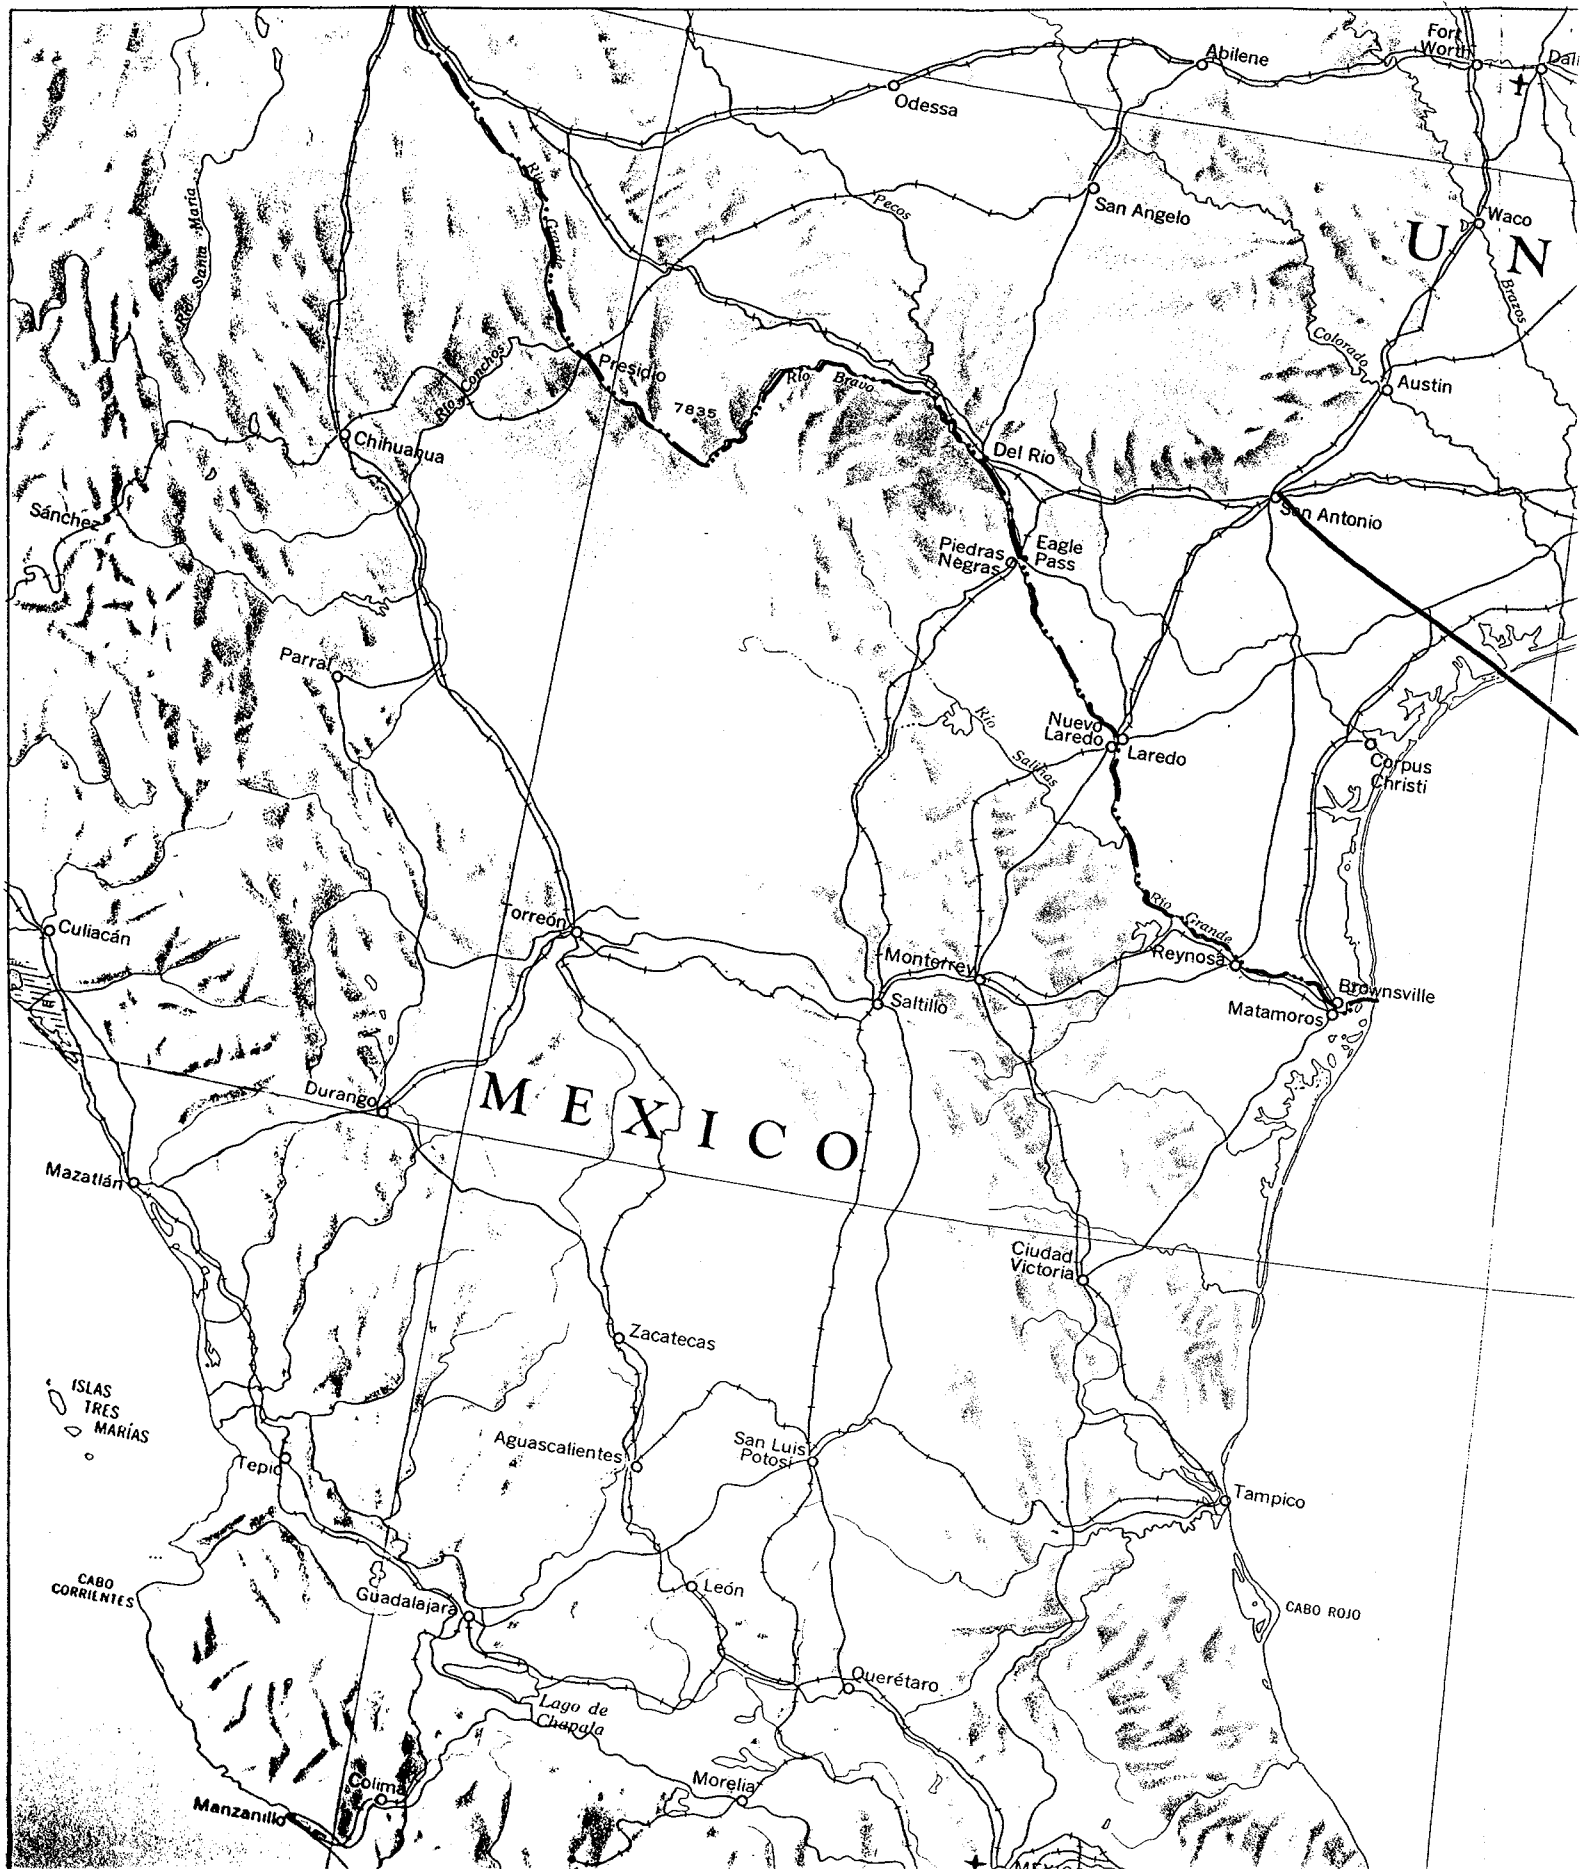 Fort
Worth
Abilene
Odessa
Rio
Grande
Pecos
San Angelo
Waco
U N
Brazos
Río Santa María
Colorado
Presidio
Río Conchos
Río Bravo
7835
Austin
Chihuahua
Del Rio
Sánchez
San Antonio
Piedras
Negras
Eagle
Pass
Parral
Río
Salinas
Nuevo
Laredo
Laredo
Corpus
Christi
Torreón
Culiacán
Rio Grande
Monterrey
Reynosa
Saltillo
Brownsville
Matamoros
Durango
MEXICO
Mazatlán
Ciudad
Victoria
Zacatecas
ISLAS
TRES
MARÍAS
Aguascalientes
San Luis
Potosí
Tepic
Tampico
CABO
CORRIENTES
León
Guadalajara
CABO ROJO
Querétaro
Lago de
Chapala
Colima
Morelia
Manzanillo